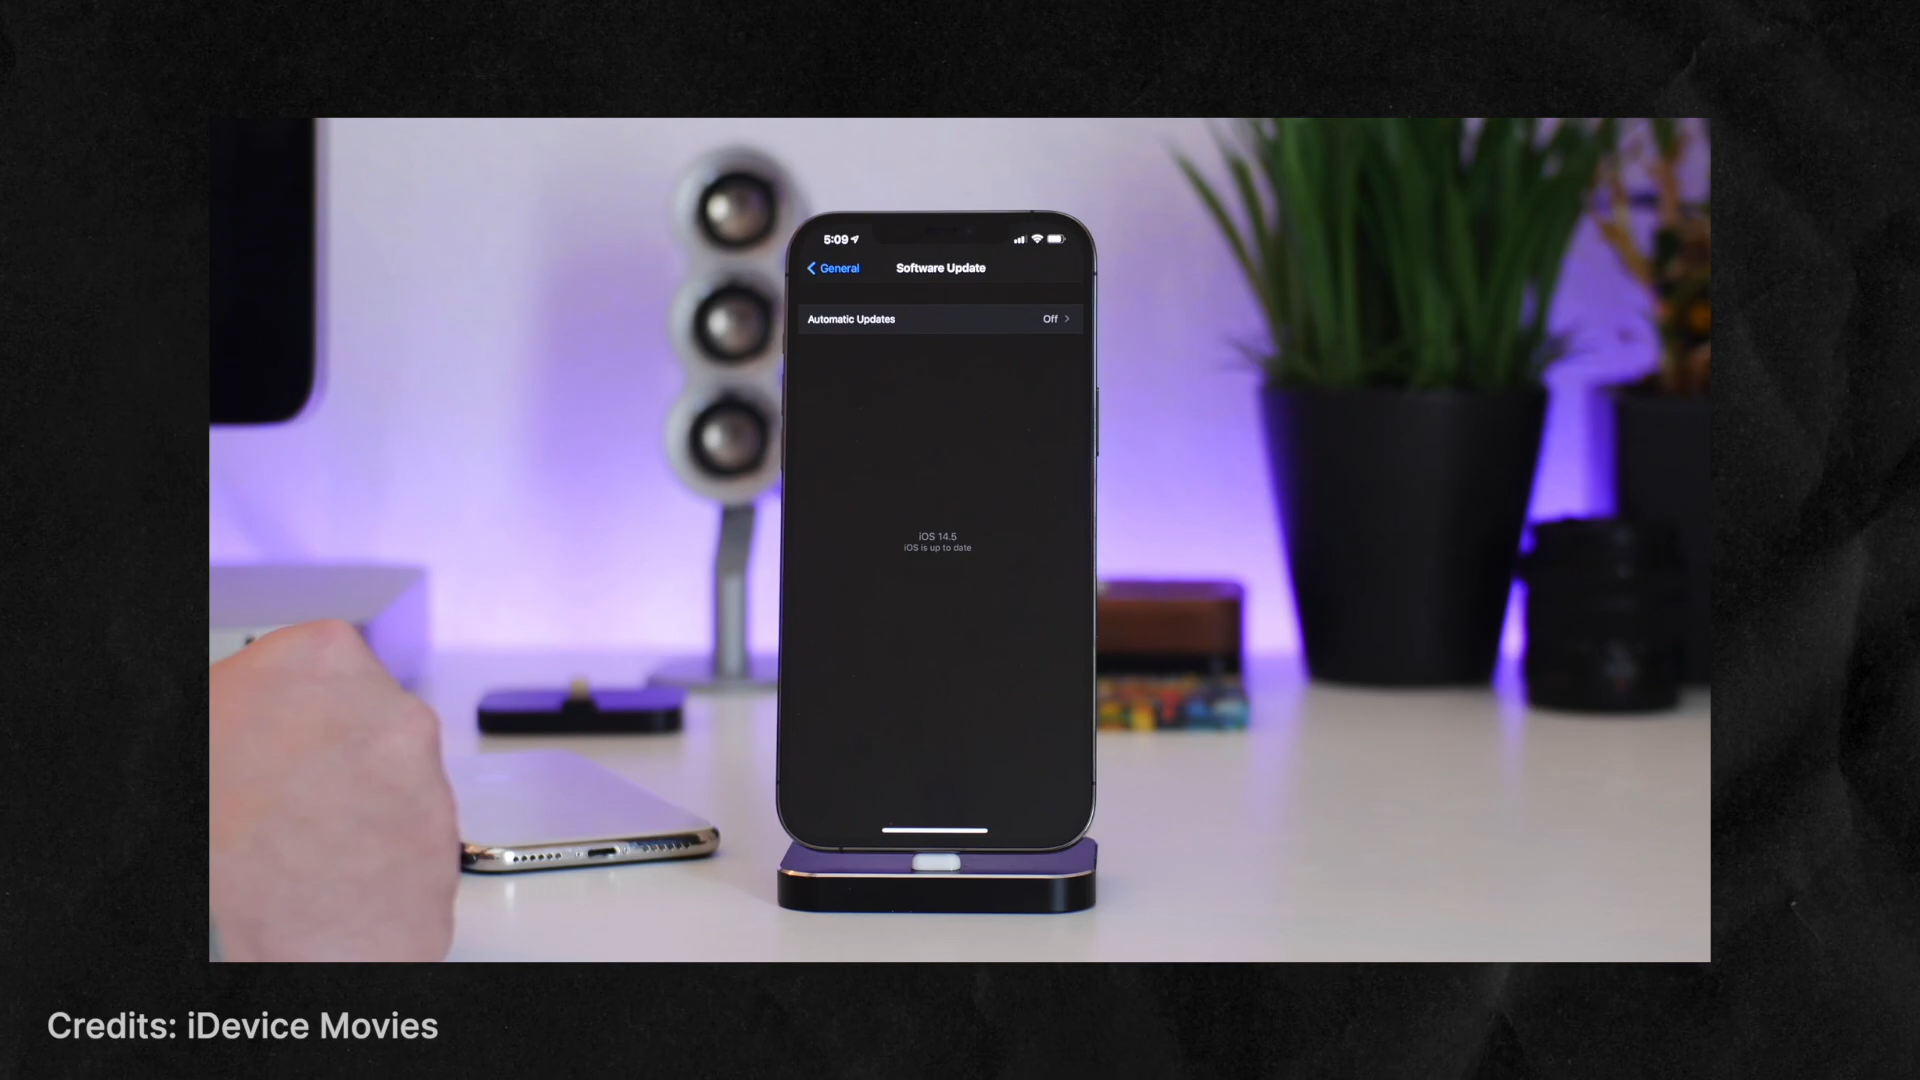 5:09
General
Software Update
Automatic Updates
Off
iOS 14.5
iOS is up to date
Credits: iDevice Movies